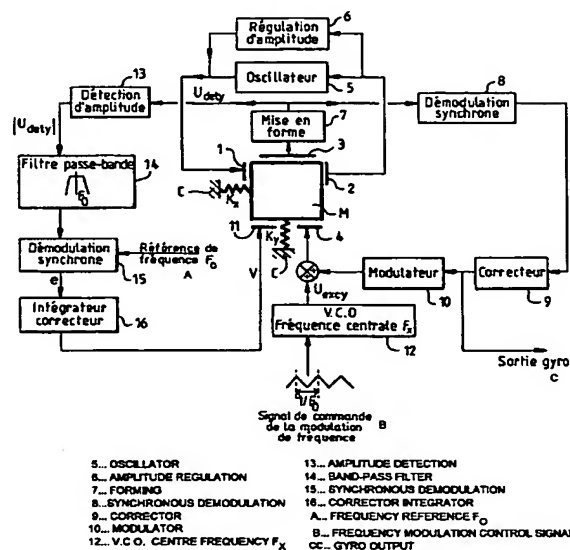 6
Régulation
d'amplitude
13
Oscillateur
5
8
Détection
d'amplitude
Udety
Démodulation
synchrone
Mise en
forme
7
|Udety|
1
3
Filtre passe-bande
F₀
14
C
Kx
2
M
11
Ky
4
C
V
Démodulation
synchrone
15
Référence de
fréquence F₀
A
e
Uexcy
Modulateur
10
Correcteur
9
Intégrateur
correcteur
16
V.C.O
Fréquence centrale Fx
12
Sortie gyro
C
1/F₀
Signal de commande
de la modulation
de fréquence
B
5... OSCILLATOR
6... AMPLITUDE REGULATION
7... FORMING
8... SYNCHRONOUS DEMODULATION
9... CORRECTOR
10... MODULATOR
12... V.C.O. CENTRE FREQUENCY Fx
13... AMPLITUDE DETECTION
14... BAND-PASS FILTER
15... SYNCHRONOUS DEMODULATION
16... CORRECTOR INTEGRATOR
A... FREQUENCY REFERENCE F₀
B... FREQUENCY MODULATION CONTROL SIGNAL
CC... GYRO OUTPUT